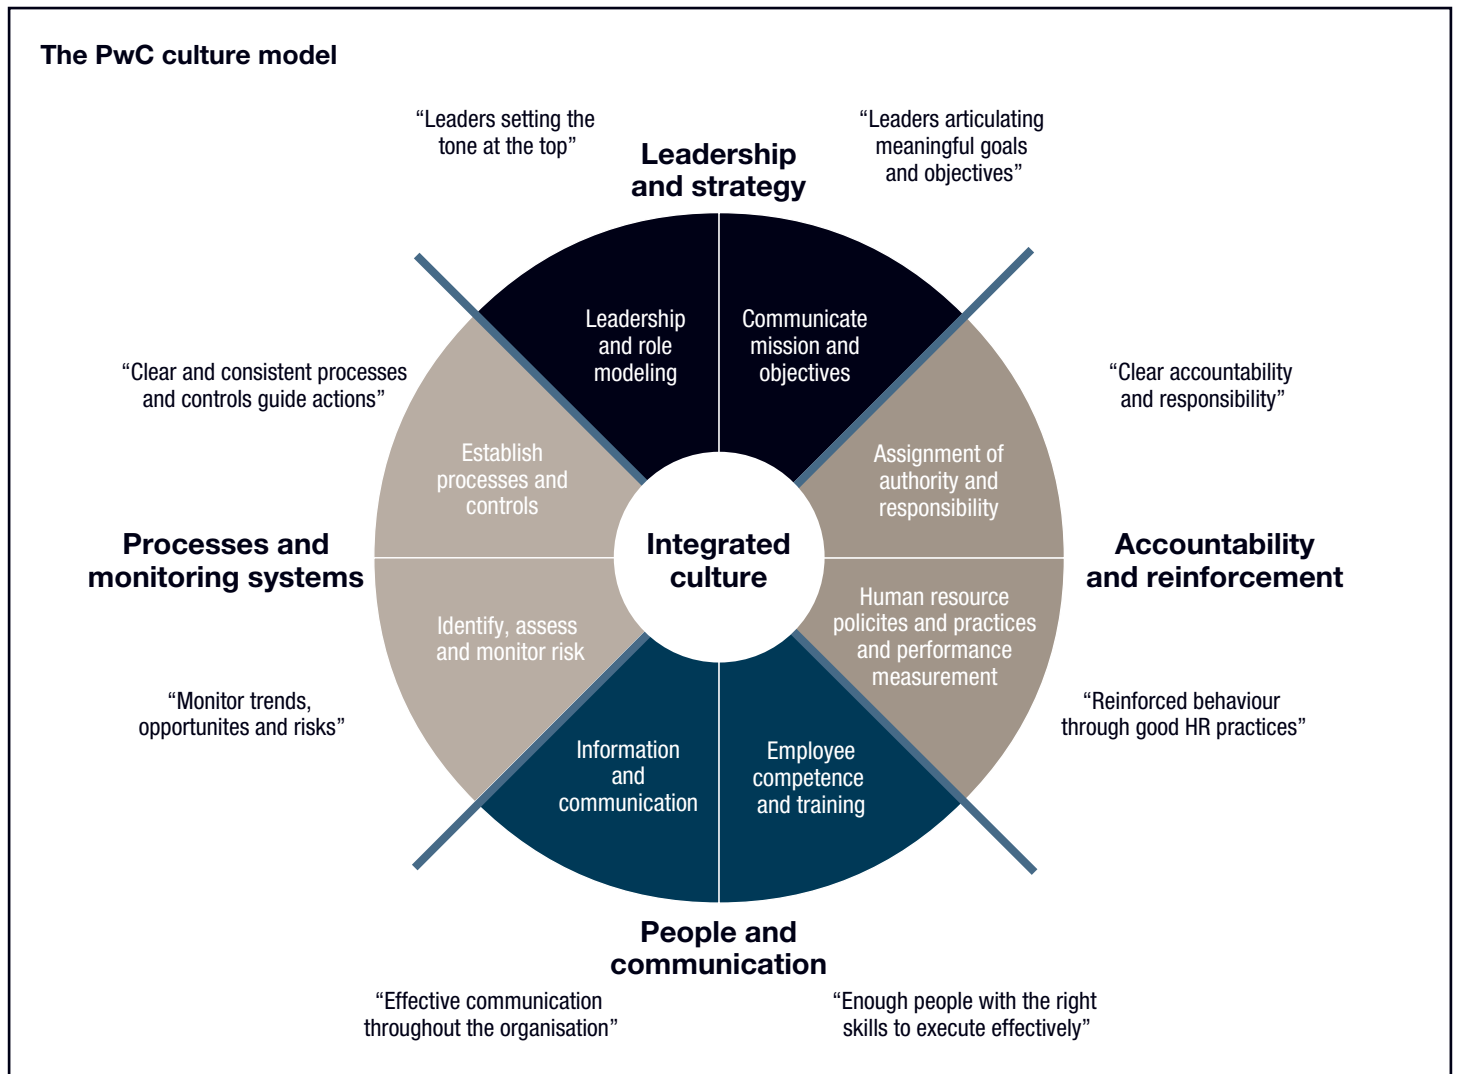 The PwC culture model
“Leaders setting the
tone at the top”
Leadership
and strategy
“Leaders articulating
meaningful goals
and objectives”
Leadership
and role
modeling
Communicate
mission and
objectives
“Clear and consistent processes
and controls guide actions”
“Clear accountability
and responsibility”
Establish
processes and
controls
Assignment of
authority and
responsibility
Processes and
monitoring systems
Integrated
culture
Accountability
and reinforcement
Identify, assess
and monitor risk
Human resource
policites and practices
and performance
measurement
“Monitor trends,
opportunites and risks”
“Reinforced behaviour
through good HR practices”
Information
and
communication
Employee
competence
and training
People and
communication
“Effective communication
throughout the organisation”
“Enough people with the right
skills to execute effectively”